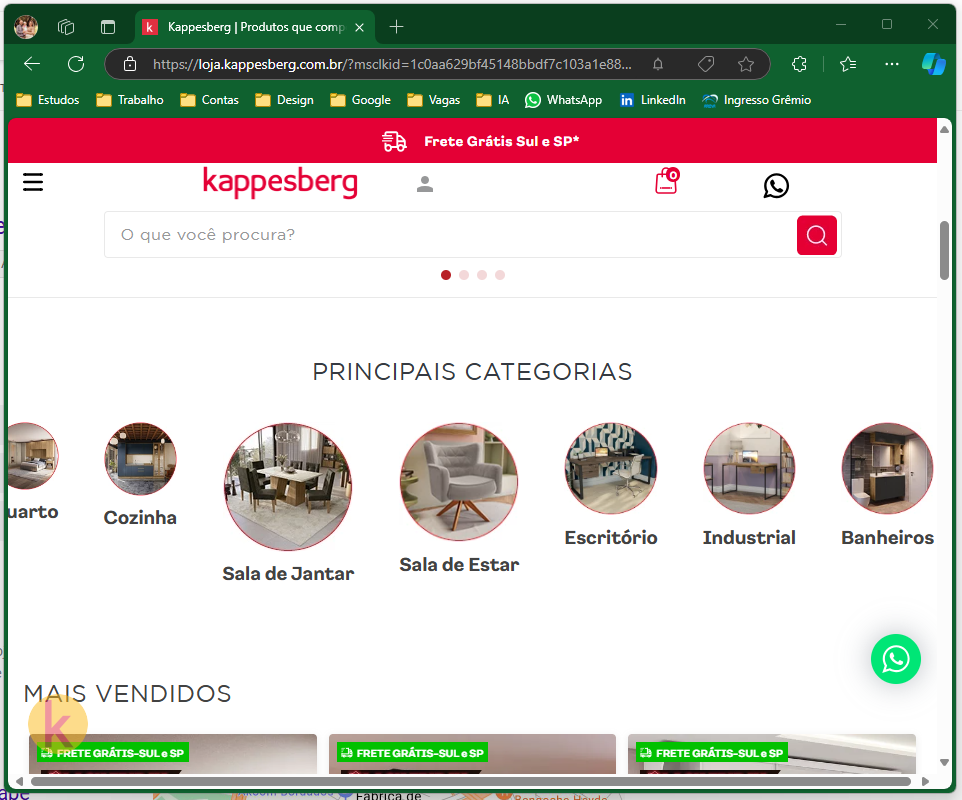 k
Kappesberg | Produtos que comp
https://loja.kappesberg.com.br/?msclkid=1c0aa629bf45148bbdf7c103a1e88...
Estudos Trabalho Contas Design Google Vagas IA WhatsApp in LinkedIn Ingresso Grêmio
Frete Grátis Sul e SP*
kappesberg 0
O que você procura?
PRINCIPAIS CATEGORIAS
uarto Cozinha Sala de Jantar Sala de Estar Escritório Industrial Banheiros
MAIS VENDIDOS
k
FRETE GRÁTIS-SUL e SP FRETE GRÁTIS-SUL e SP FRETE GRÁTIS-SUL e SP
Fábrica de